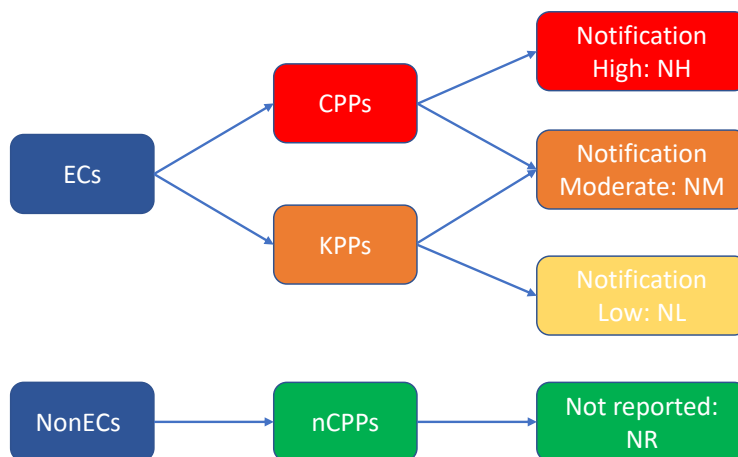 Notification
High: NH
CPPs
ECs
Notification
Moderate: NM
KPPs
Notification
Low: NL
NonECs
nCPPs
Not reported:
NR